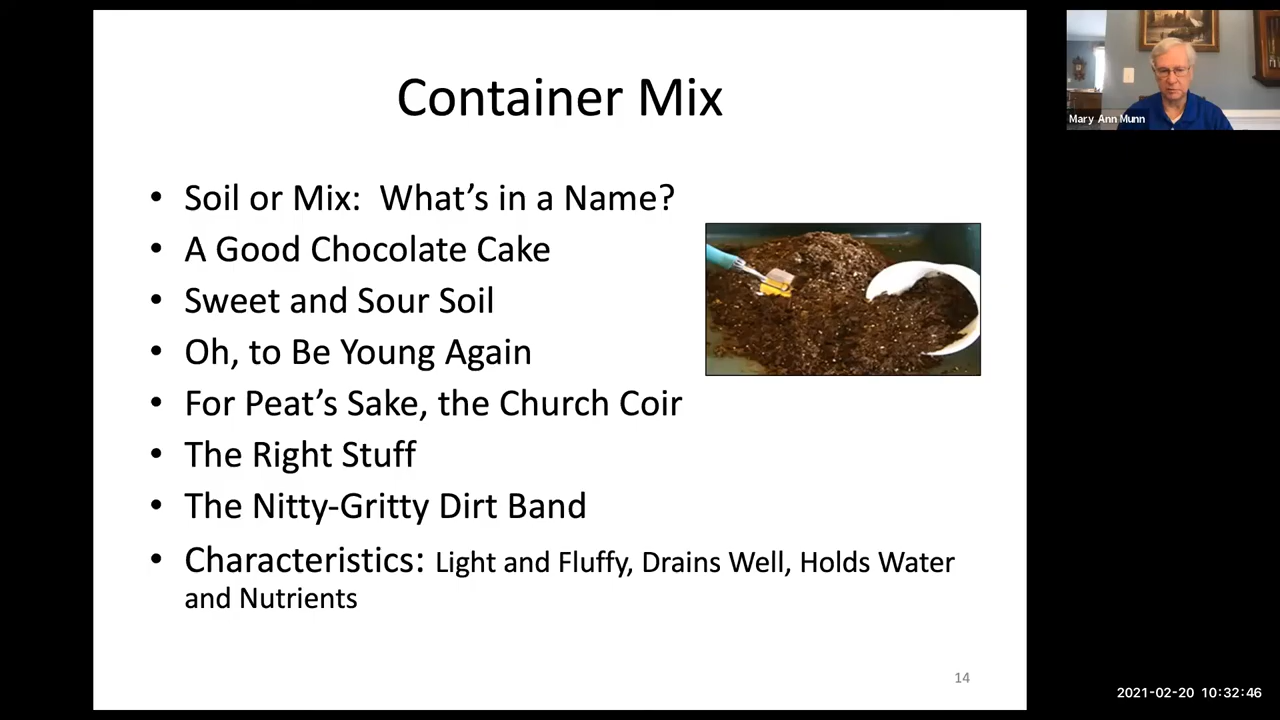 Container Mix
• Soil or Mix:  What’s in a Name?
• A Good Chocolate Cake
• Sweet and Sour Soil
• Oh, to Be Young Again
• For Peat’s Sake, the Church Coir
• The Right Stuff
• The Nitty-Gritty Dirt Band
• Characteristics: Light and Fluffy, Drains Well, Holds Water
and Nutrients
14
Mary Ann Munn
2021-02-20 10:32:46